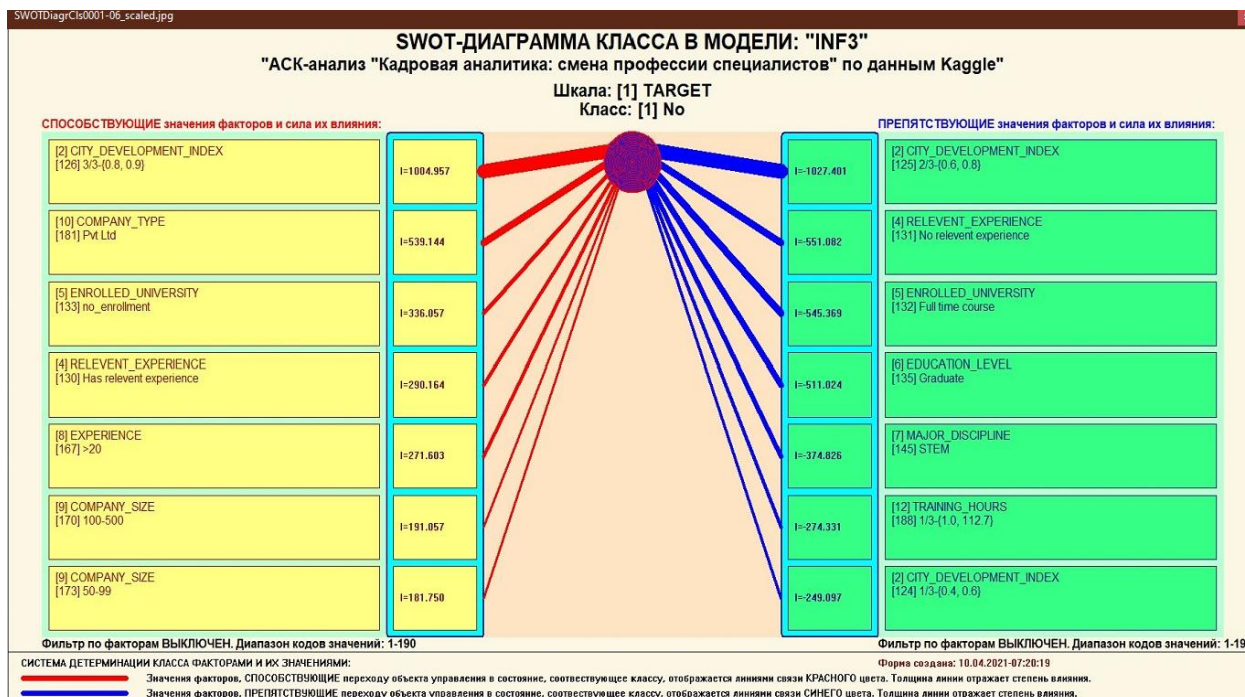 SWOTDiagrCls0001-06_scaled.jpg
SWOT-ДИАГРАММА КЛАССА В МОДЕЛИ: "INF3"
"АСК-анализ "Кадровая аналитика: смена профессии специалистов" по данным Kaggle"
Шкала: [1] TARGET
Класс: [1] No
СПОСОБСТВУЮЩИЕ значения факторов и сила их влияния:
[2] CITY_DEVELOPMENT_INDEX
[126] 3/3-{0.8, 0.9}
I=1004.957
[10] COMPANY_TYPE
[181] Pvt Ltd
I=539.144
[5] ENROLLED_UNIVERSITY
[133] no_enrollment
I=336.057
[4] RELEVENT_EXPERIENCE
[130] Has relevent experience
I=290.164
[8] EXPERIENCE
[167] >20
I=271.603
[9] COMPANY_SIZE
[170] 100-500
I=191.057
[9] COMPANY_SIZE
[173] 50-99
I=181.750
Фильтр по факторам ВЫКЛЮЧЕН. Диапазон кодов значений: 1-190
ПРЕПЯТСТВУЮЩИЕ значения факторов и сила их влияния:
I=-1027.401
[2] CITY_DEVELOPMENT_INDEX
[125] 2/3-{0.6, 0.8}
I=-551.082
[4] RELEVENT_EXPERIENCE
[131] No relevent experience
I=-545.369
[5] ENROLLED_UNIVERSITY
[132] Full time course
I=-511.024
[6] EDUCATION_LEVEL
[135] Graduate
I=-374.826
[7] MAJOR_DISCIPLINE
[145] STEM
I=-274.331
[12] TRAINING_HOURS
[188] 1/3-{1.0, 112.7}
I=-249.097
[2] CITY_DEVELOPMENT_INDEX
[124] 1/3-{0.4, 0.6}
Фильтр по факторам ВЫКЛЮЧЕН. Диапазон кодов значений: 1-19
СИСТЕМА ДЕТЕРМИНАЦИИ КЛАССА ФАКТОРАМИ И ИХ ЗНАЧЕНИЯМИ:
Форма создана: 10.04.2021-07:20:19
Значения факторов, СПОСОБСТВУЮЩИЕ переходу объекта управления в состояние, соотвествующее классу, отображается линиями связи КРАСНОГО цвета. Толщина линии отражает степень влияния.
Значения факторов, ПРЕПЯТСТВУЮЩИЕ переходу объекта управления в состояние, соотвествующее классу, отображается линиями связи СИНЕГО цвета. Толщина линии отражает степень влияния.